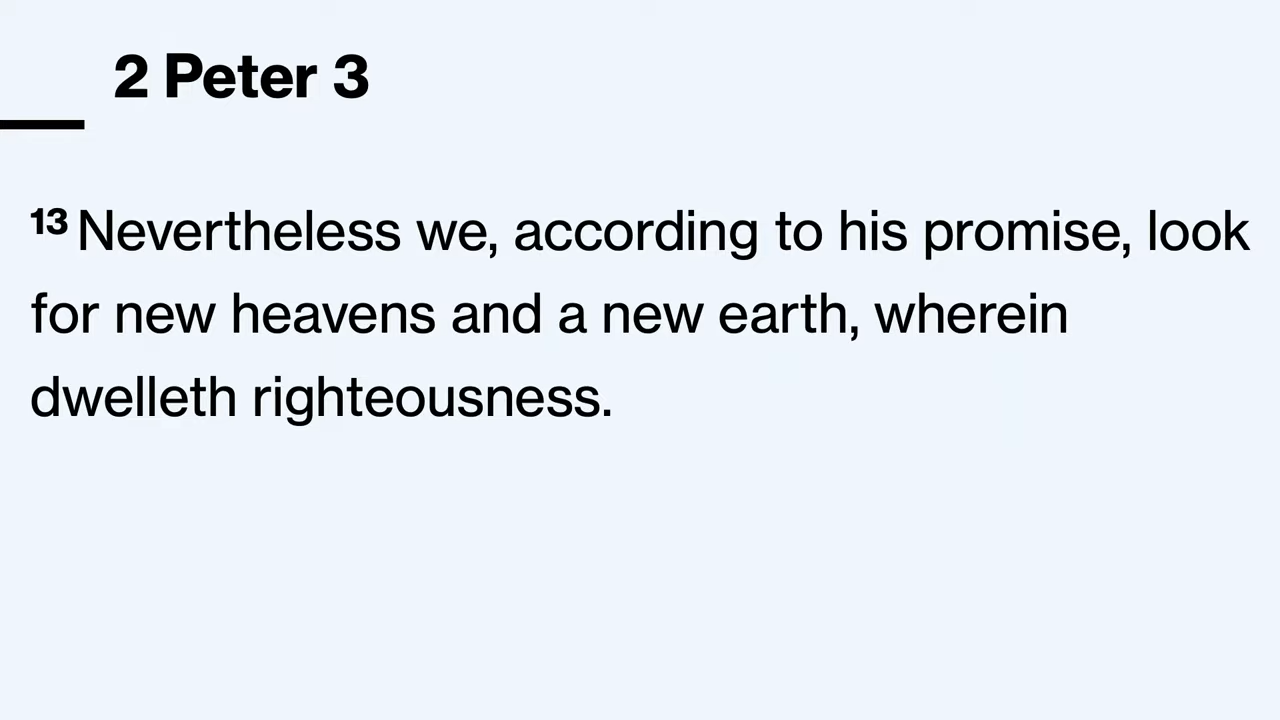 2 Peter 3
13 Nevertheless we, according to his promise, look
for new heavens and a new earth, wherein
dwelleth righteousness.